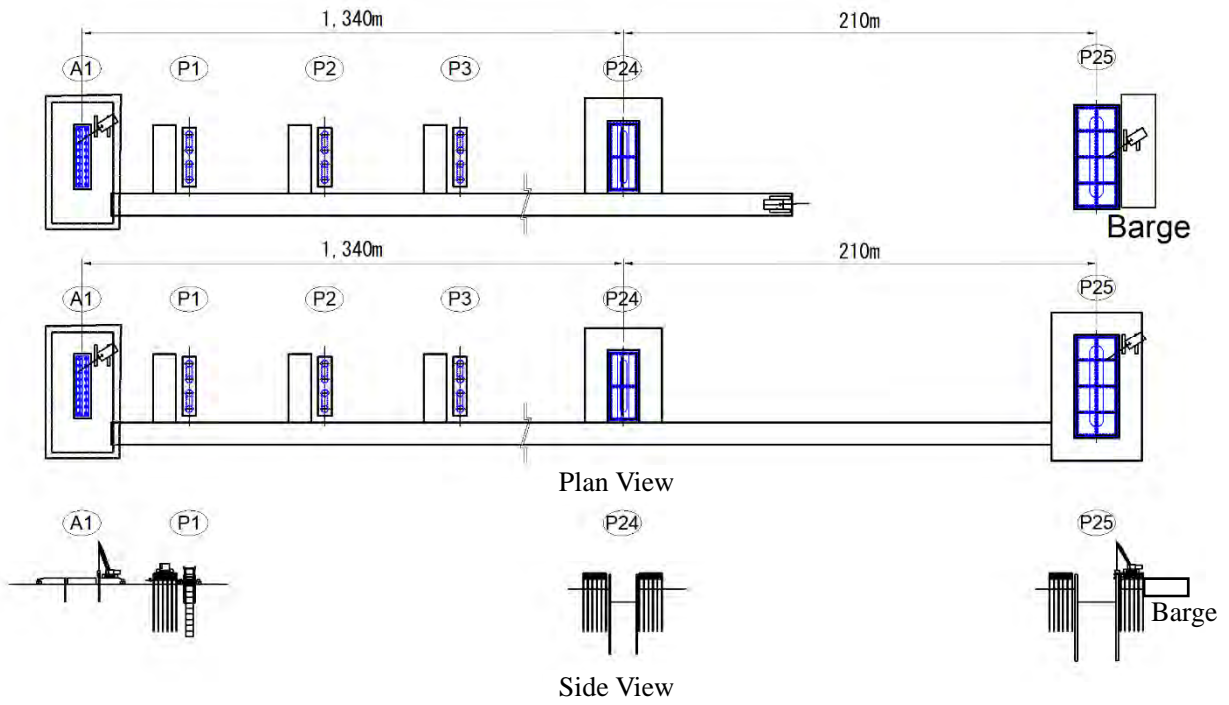 1,340m 210m
A1 P1 P2 P3 P24 P25
Barge
1,340m 210m
A1 P1 P2 P3 P24 P25
Plan View
A1 P1 P24 P25
Barge
Side View